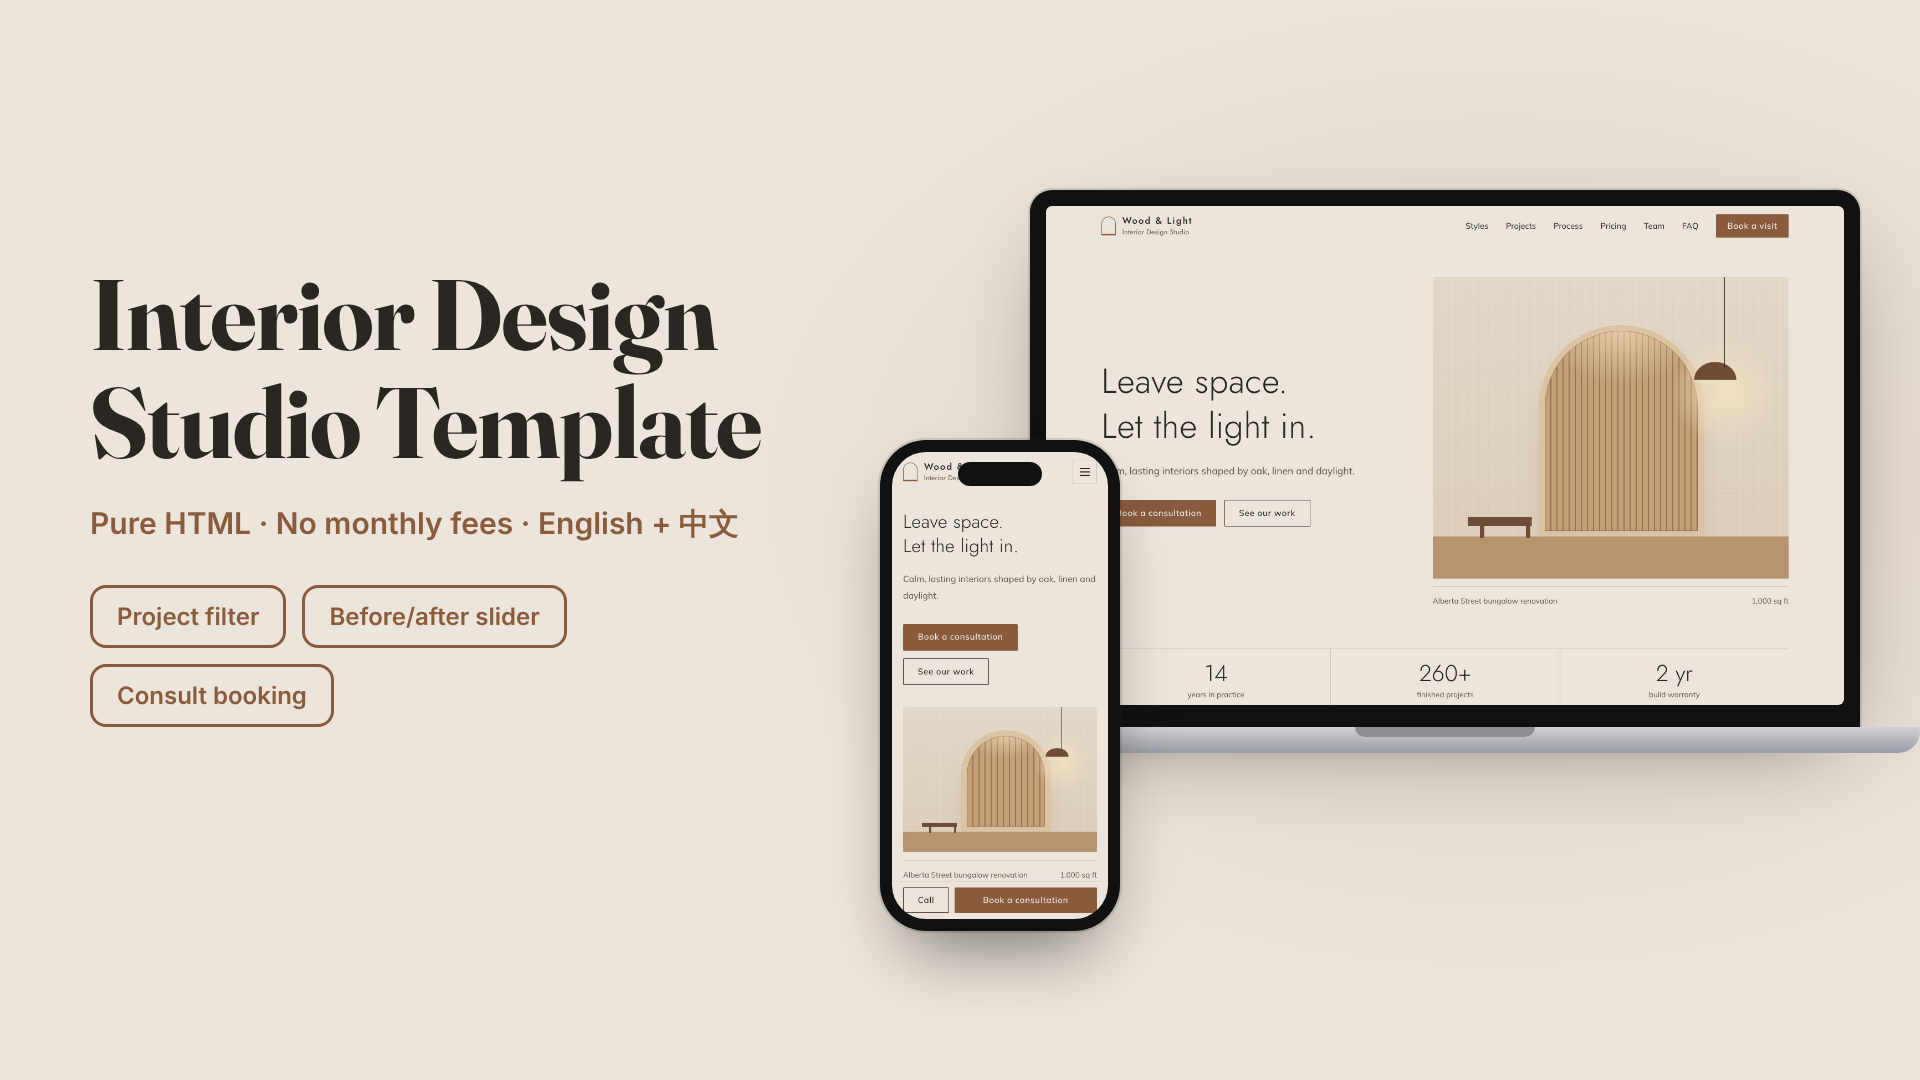 Interior Design
Studio Template
Pure HTML · No monthly fees · English + 中文
Project filter
Before/after slider
Consult booking
Wood & Light
Interior Design Studio
Styles
Projects
Process
Pricing
Team
FAQ
Book a visit
Leave space.
Let the light in.
lasting interiors shaped by oak, linen and daylight.
a consultation
See our work
Alberta Street bungalow renovation
1,000 sq ft
14
years in practice
260+
finished projects
2 yr
build warranty
Wood &
Interior
Leave space.
Let the light in.
Calm, lasting interiors shaped by oak, linen and
daylight.
Book a consultation
See our work
Alberta Street bungalow renovation
1,000 sq ft
Call
Book a consultation